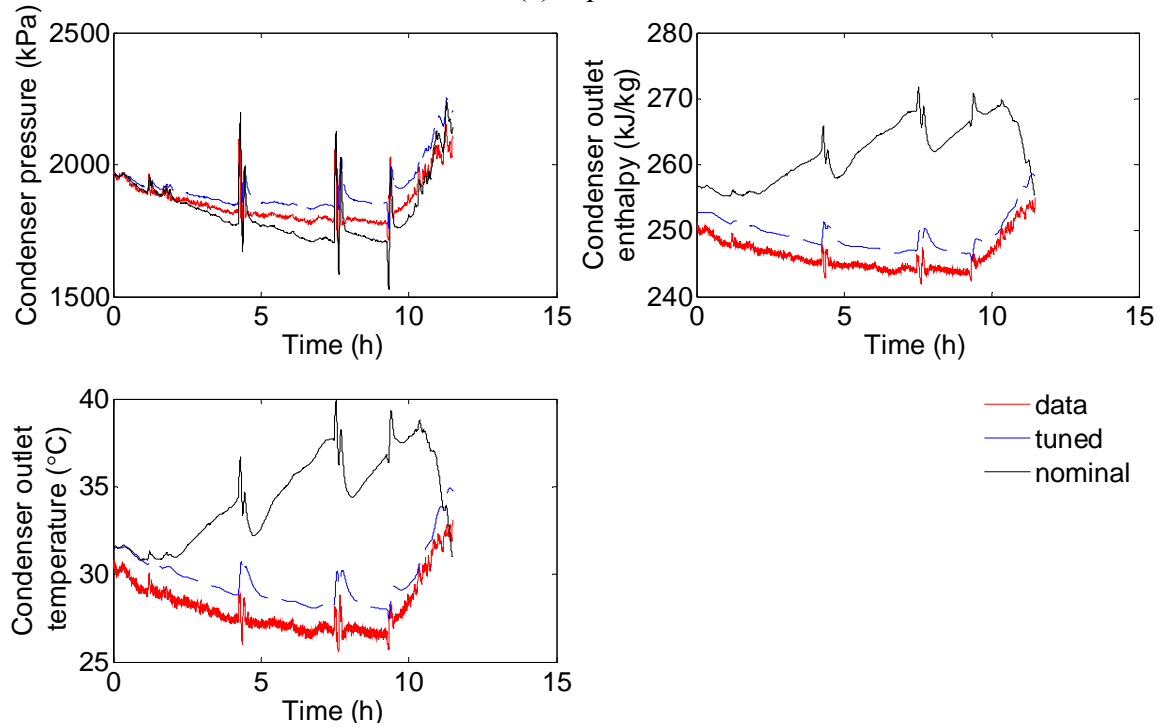 Condenser pressure (kPa)
2500
2000
1500
0
5
10
15
Time (h)
Condenser outlet
enthalpy (kJ/kg)
280
270
260
250
240
0
5
10
15
Time (h)
Condenser outlet
temperature (°C)
40
35
30
25
0
5
10
15
Time (h)
data
tuned
nominal